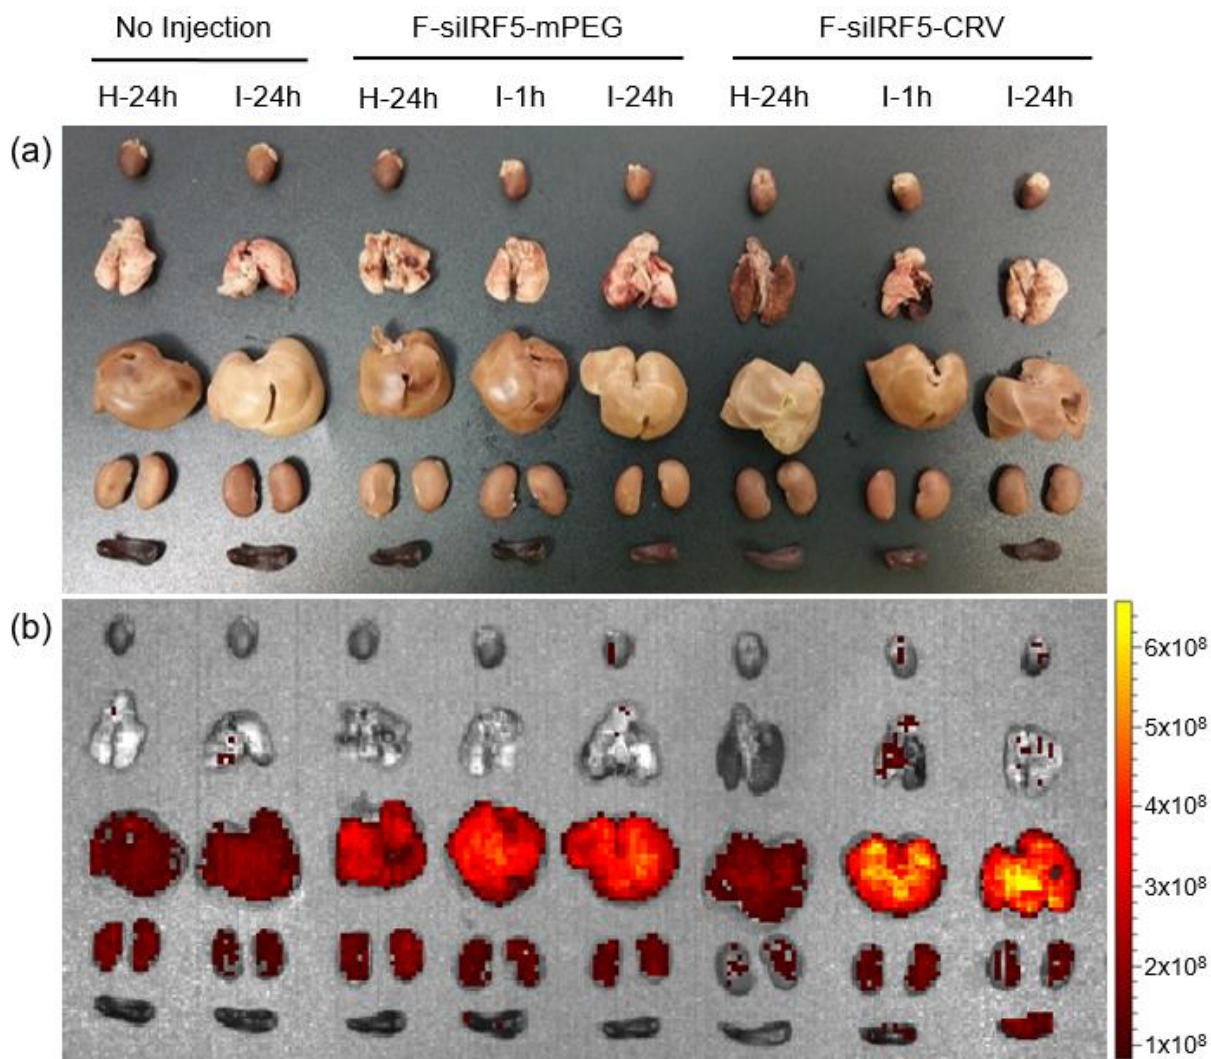 No Injection F-siIRF5-mPEG F-siIRF5-CRV
H-24h I-24h H-24h I-1h I-24h H-24h I-1h I-24h
(a)
(b)
6x10⁸
5x10⁸
4x10⁸
3x10⁸
2x10⁸
1x10⁸